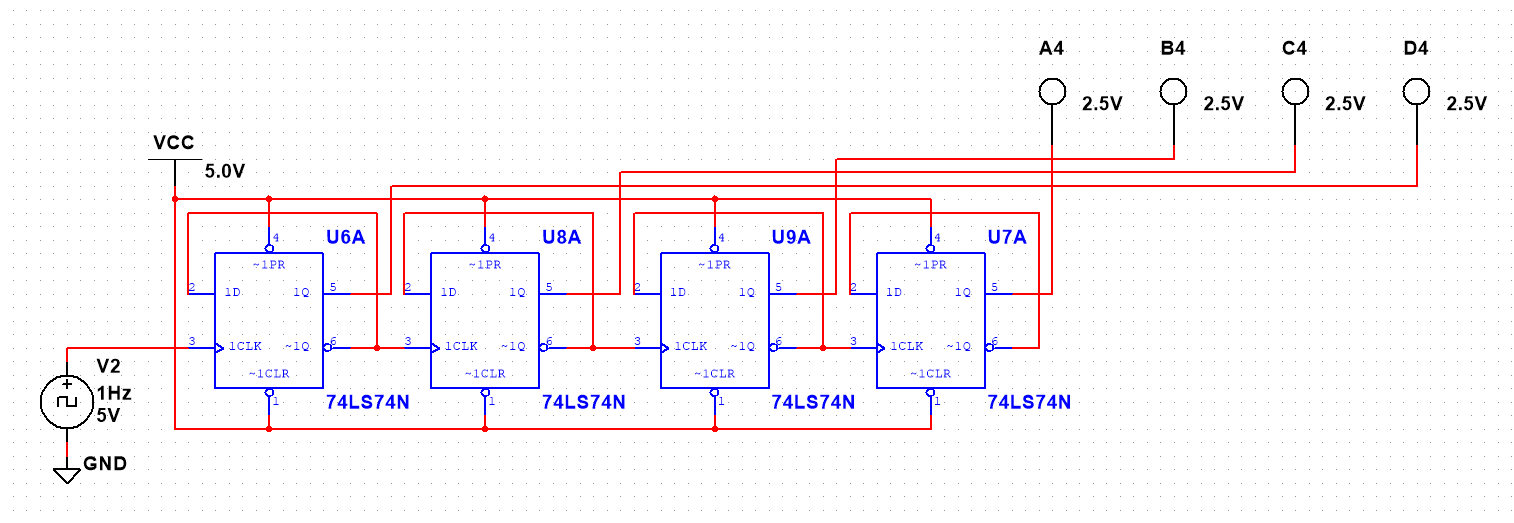 A4 B4 C4 D4
2.5V 2.5V 2.5V 2.5V
VCC
5.0V
4 U6A 4 U8A 4 U9A 4 U7A
~1PR ~1PR ~1PR ~1PR
2 1D 1Q 5 2 1D 1Q 5 2 1D 1Q 5 2 1D 1Q 5
3 1CLK ~1Q 6 3 1CLK ~1Q 6 3 1CLK ~1Q 6 3 1CLK ~1Q 6
~1CLR ~1CLR ~1CLR ~1CLR
1 74LS74N 1 74LS74N 1 74LS74N 1 74LS74N
V2
1Hz
5V
GND